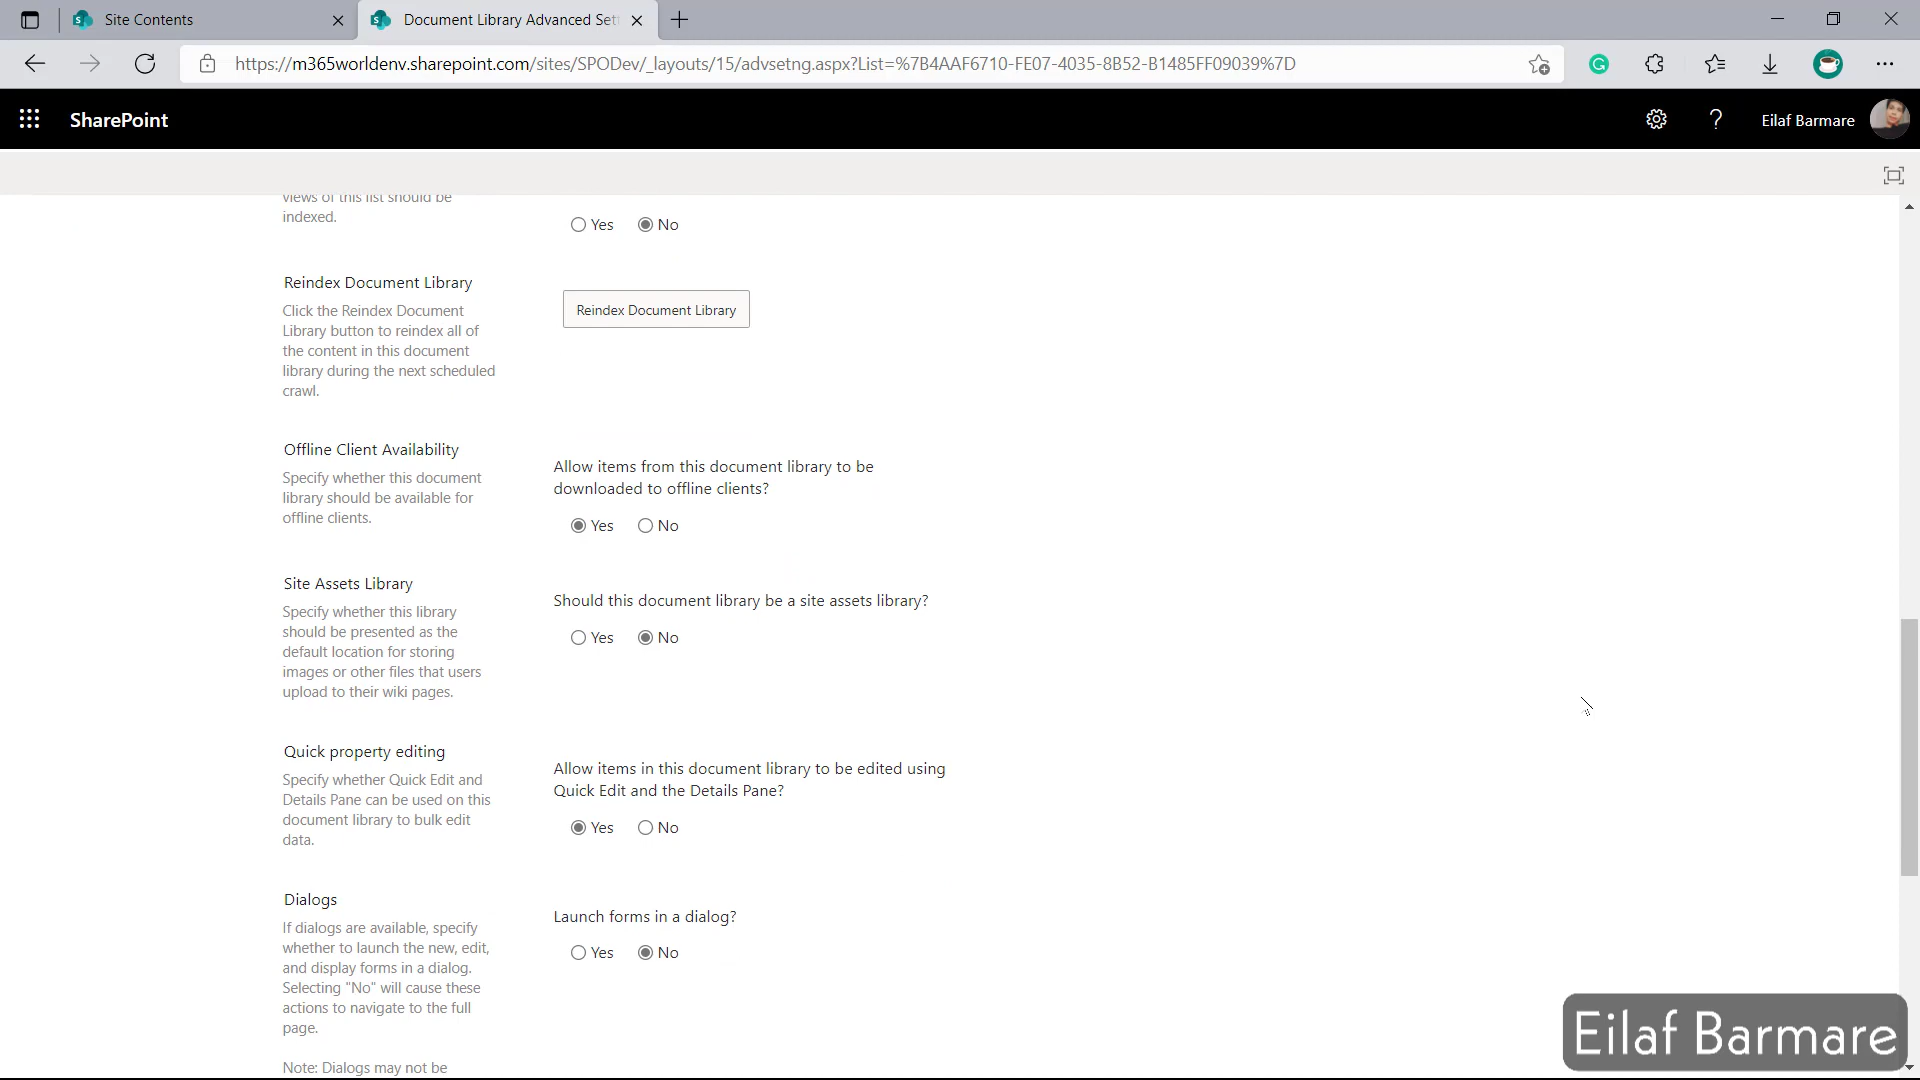 Site Contents
Document Library Advanced Set
https://m365worldenv.sharepoint.com/sites/SPODev/_layouts/15/advsetng.aspx?List=%7B4AAF6710-FE07-4035-8B52-B1485FF09039%7D
SharePoint
Eilaf Barmare
views of this list should be
indexed.
Yes No
Reindex Document Library
Click the Reindex Document
Library button to reindex all of
the content in this document
library during the next scheduled
crawl.
Reindex Document Library
Offline Client Availability
Specify whether this document
library should be available for
offline clients.
Allow items from this document library to be
downloaded to offline clients?
Yes No
Site Assets Library
Specify whether this library
should be presented as the
default location for storing
images or other files that users
upload to their wiki pages.
Should this document library be a site assets library?
Yes No
Quick property editing
Specify whether Quick Edit and
Details Pane can be used on this
document library to bulk edit
data.
Allow items in this document library to be edited using
Quick Edit and the Details Pane?
Yes No
Dialogs
If dialogs are available, specify
whether to launch the new, edit,
and display forms in a dialog.
Selecting "No" will cause these
actions to navigate to the full
page.
Note: Dialogs may not be
Launch forms in a dialog?
Yes No
Eilaf Barmare